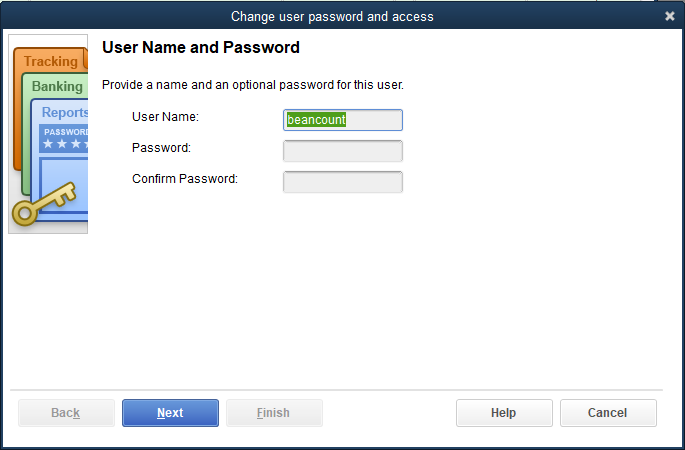 Change user password and access
Tracking
Banking
Reports
PASSWORD
User Name and Password
Provide a name and an optional password for this user.
User Name:
beancount
Password:
Confirm Password:
Back
Next
Finish
Help
Cancel